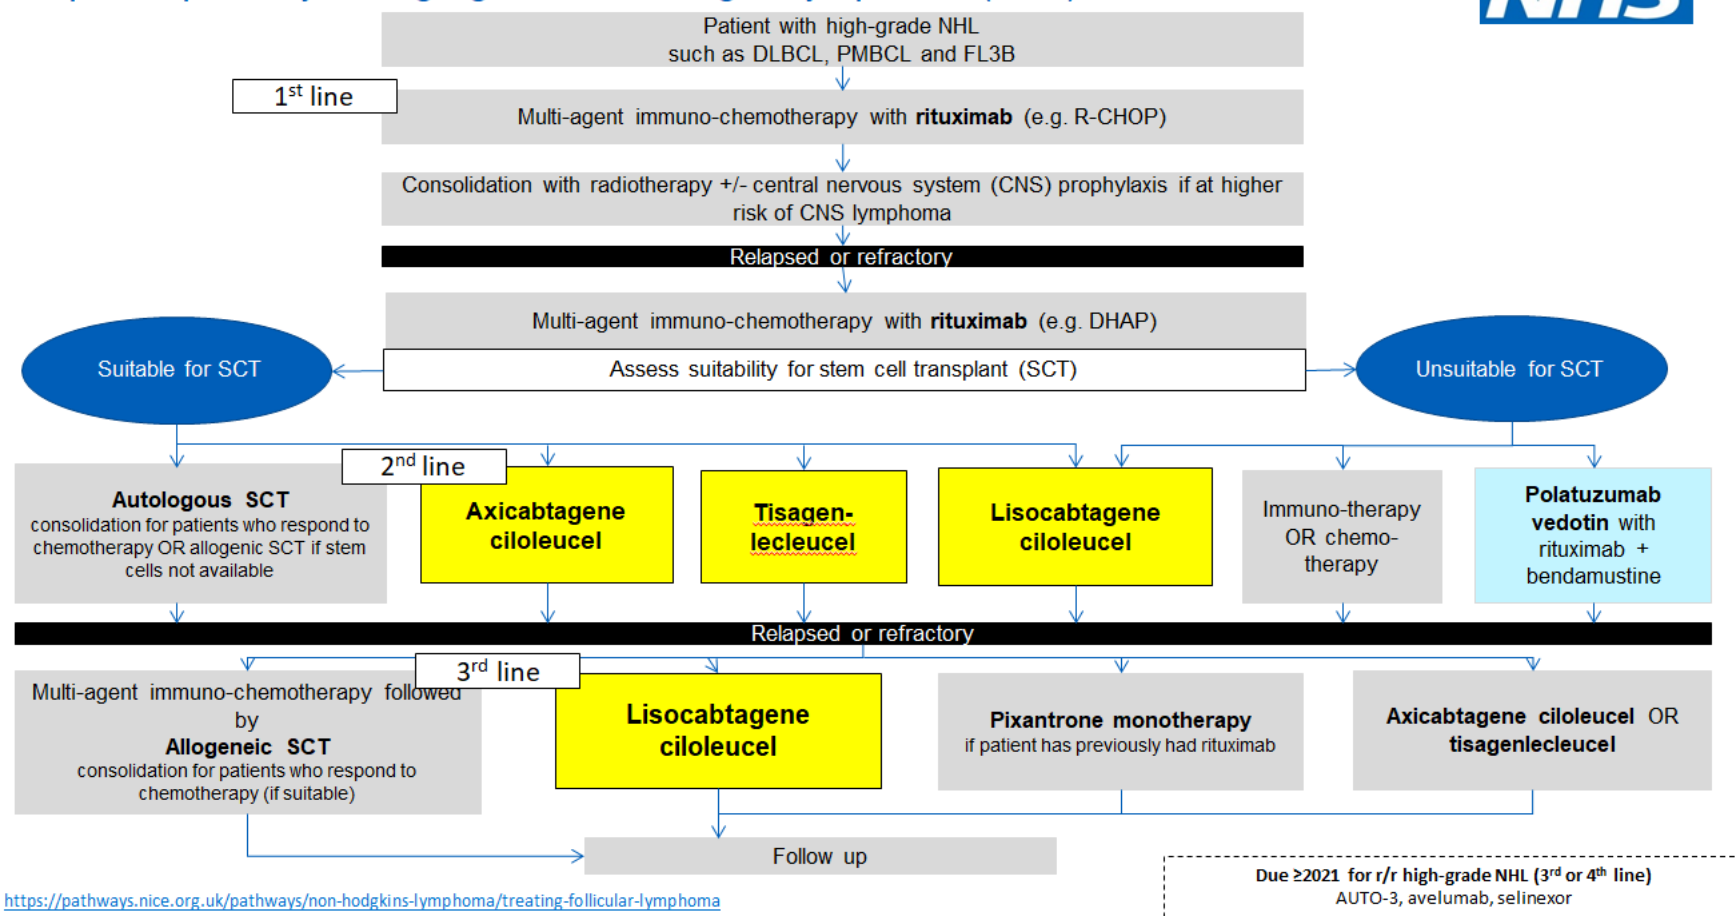 NHS
Patient with high-grade NHL
such as DLBCL, PMBCL and FL3B
1st line
Multi-agent immuno-chemotherapy with rituximab (e.g. R-CHOP)
Consolidation with radiotherapy +/- central nervous system (CNS) prophylaxis if at higher
risk of CNS lymphoma
Relapsed or refractory
Multi-agent immuno-chemotherapy with rituximab (e.g. DHAP)
Suitable for SCT
Assess suitability for stem cell transplant (SCT)
Unsuitable for SCT
2nd line
Autologous SCT
consolidation for patients who respond to
chemotherapy OR allogenic SCT if stem
cells not available
Axicabtagene
ciloleucel
Tisagen-
lecleucel
Lisocabtagene
ciloleucel
Immuno-therapy
OR chemo-
therapy
Polatuzumab
vedotin with
rituximab +
bendamustine
Relapsed or refractory
3rd line
Multi-agent immuno-chemotherapy followed
by
Allogeneic SCT
consolidation for patients who respond to
chemotherapy (if suitable)
Lisocabtagene
ciloleucel
Pixantrone monotherapy
if patient has previously had rituximab
Axicabtagene ciloleucel OR
tisagenlecleucel
Follow up
Due ≥2021 for r/r high-grade NHL (3rd or 4th line)
AUTO-3, avelumab, selinexor
https://pathways.nice.org.uk/pathways/non-hodgkins-lymphoma/treating-follicular-lymphoma